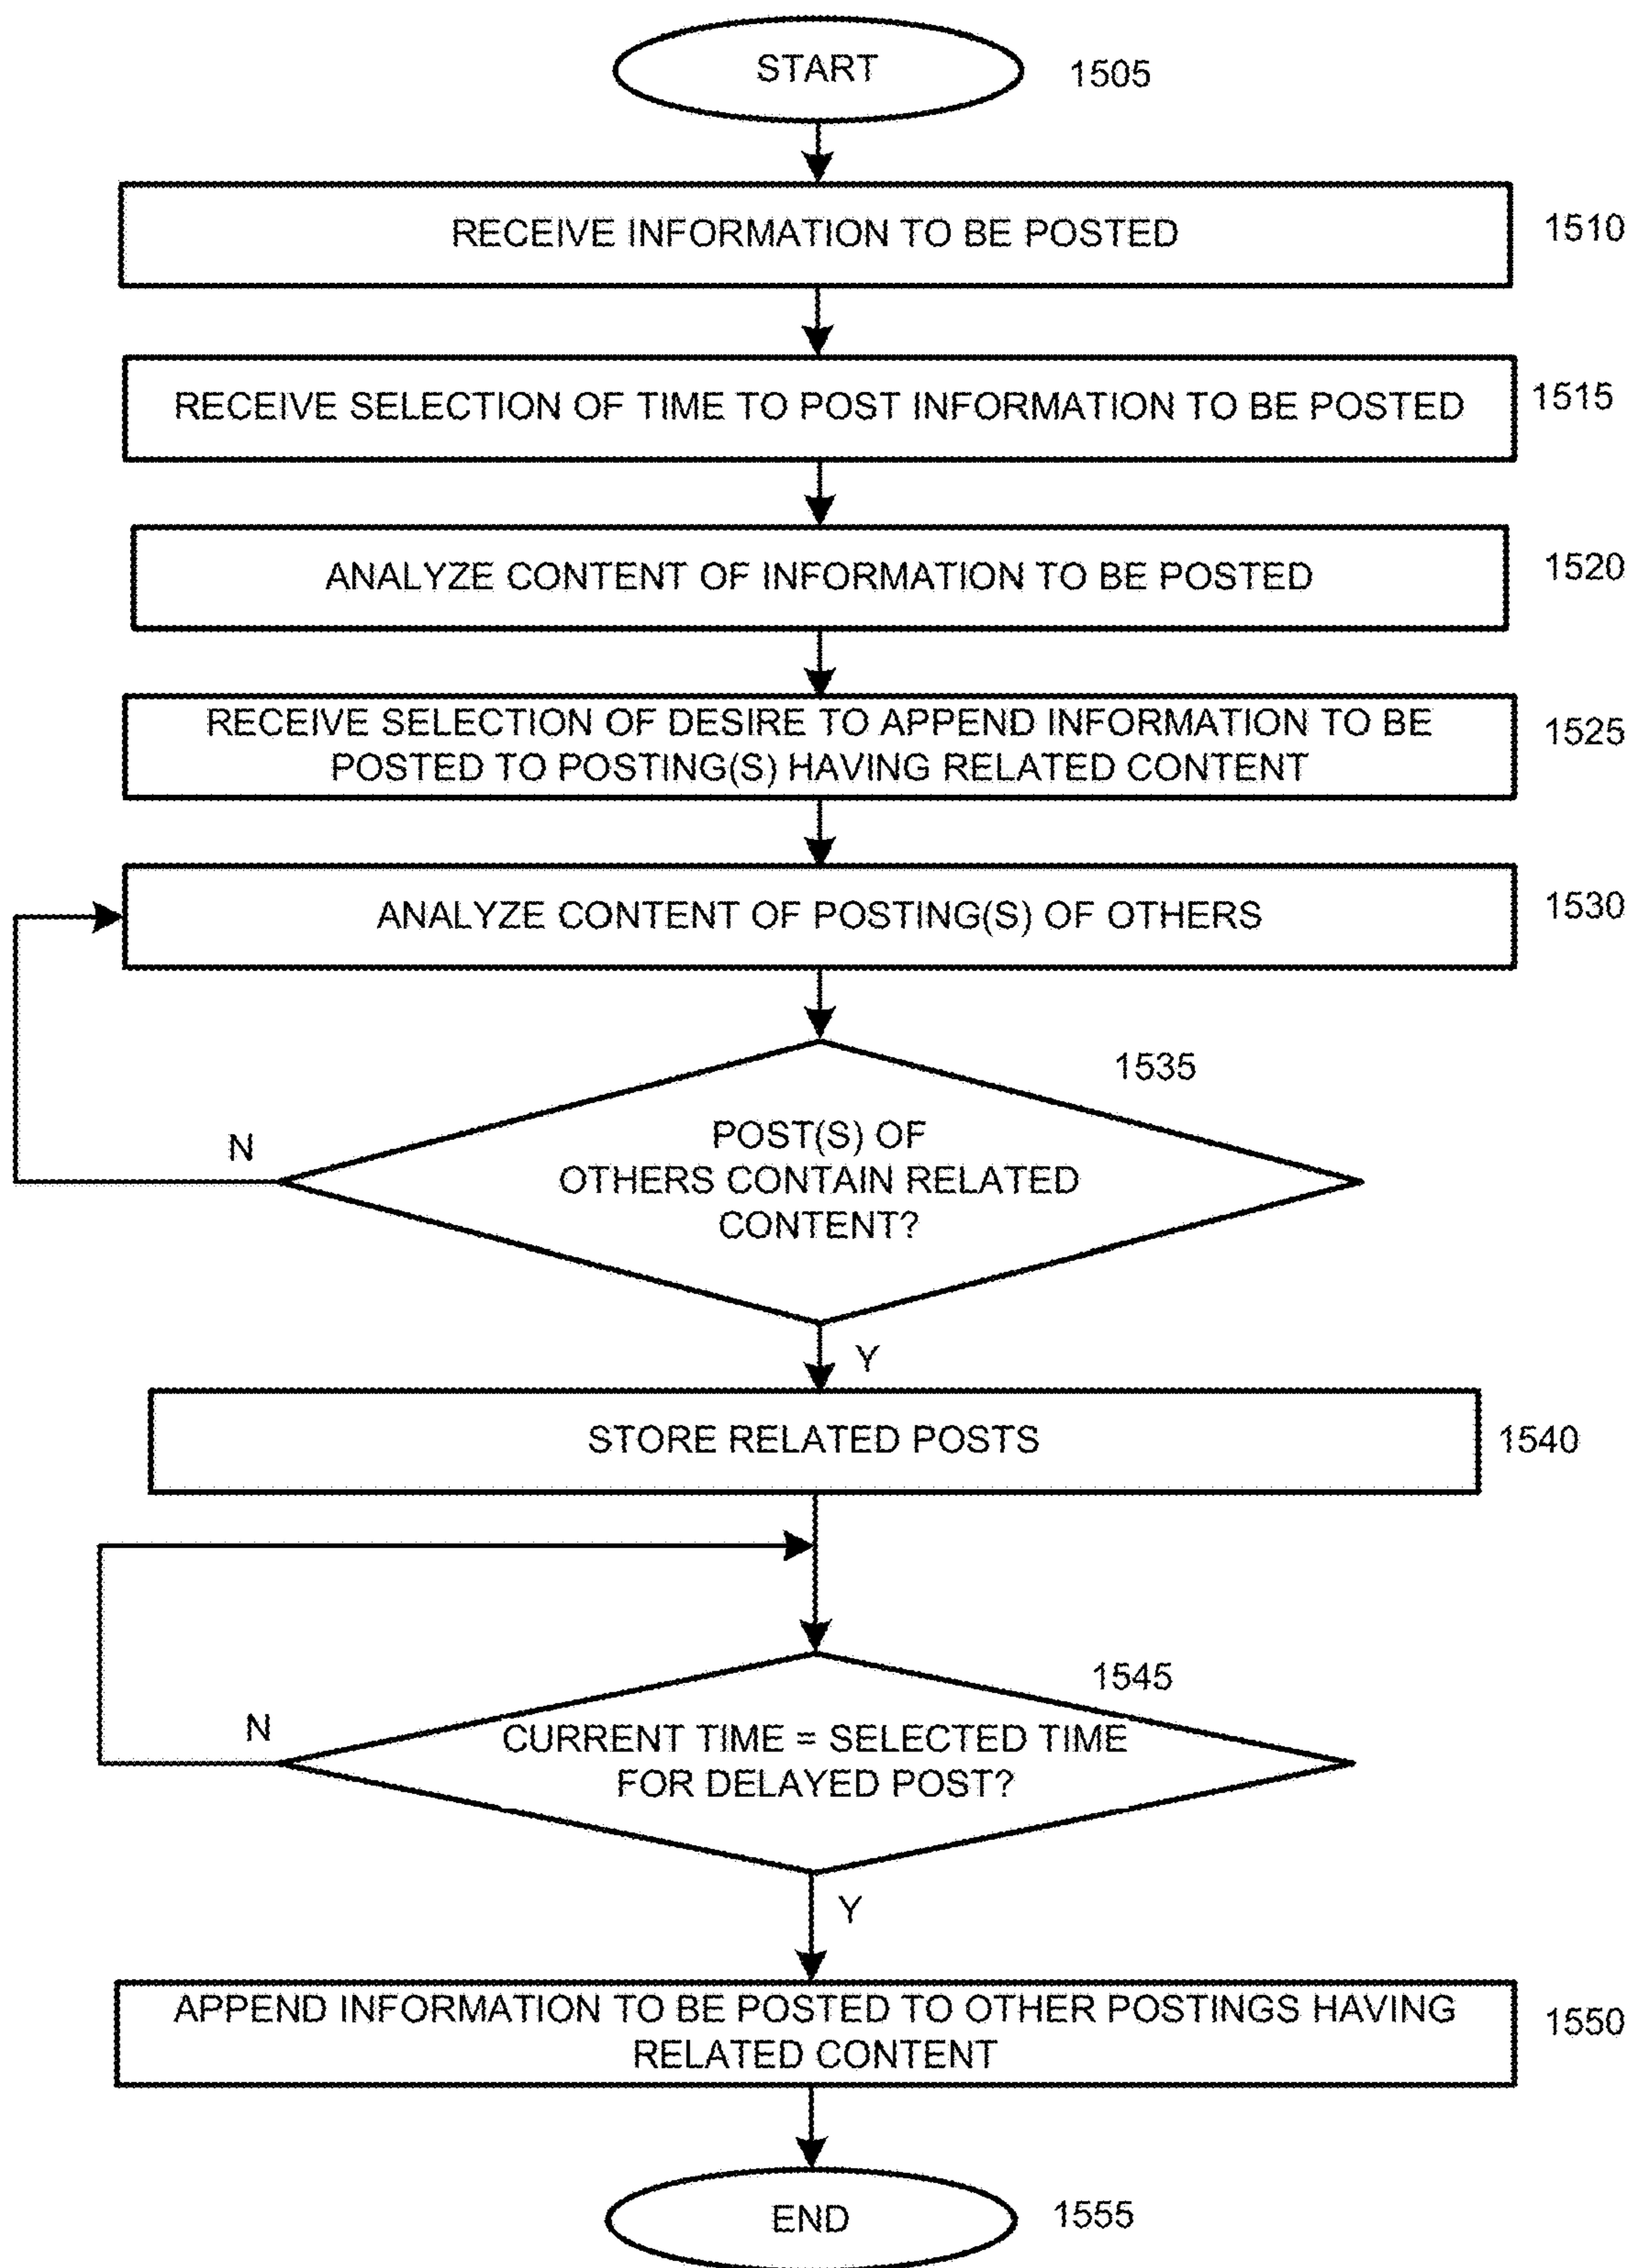 START
1505
RECEIVE INFORMATION TO BE POSTED
1510
RECEIVE SELECTION OF TIME TO POST INFORMATION TO BE POSTED
1515
ANALYZE CONTENT OF INFORMATION TO BE POSTED
1520
RECEIVE SELECTION OF DESIRE TO APPEND INFORMATION TO BE
POSTED TO POSTING(S) HAVING RELATED CONTENT
1525
ANALYZE CONTENT OF POSTING(S) OF OTHERS
1530
1535
POST(S) OF
OTHERS CONTAIN RELATED
CONTENT?
N
Y
STORE RELATED POSTS
1540
1545
CURRENT TIME = SELECTED TIME
FOR DELAYED POST?
N
Y
APPEND INFORMATION TO BE POSTED TO OTHER POSTINGS HAVING
RELATED CONTENT
1550
END
1555